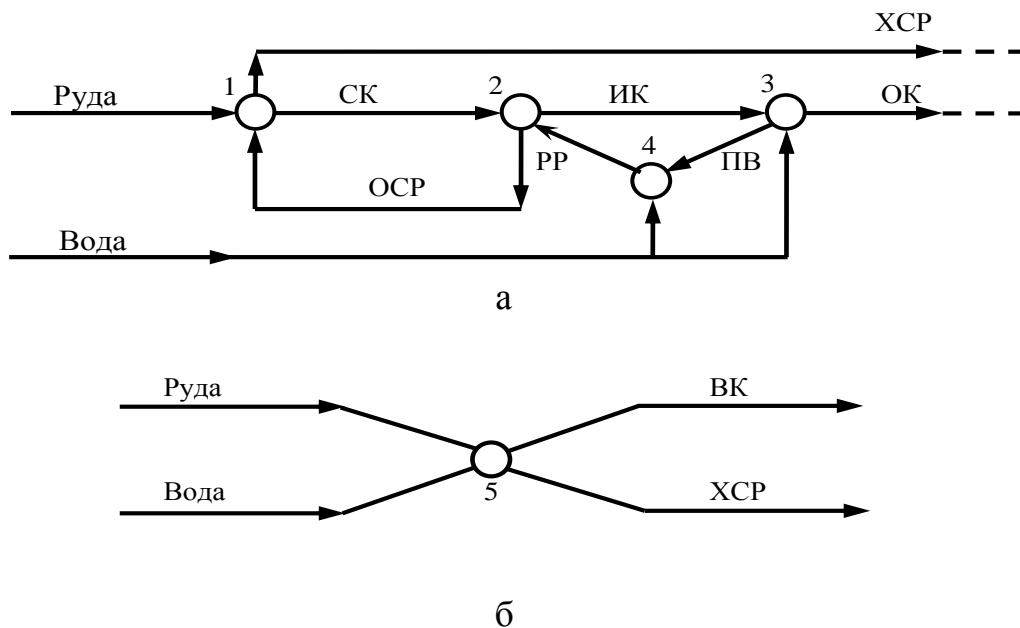 ХСР
1 2 3
Руда СК ИК ОК
4
РР ПВ
ОСР
Вода
а
Руда ВК
Вода 5 ХСР
б